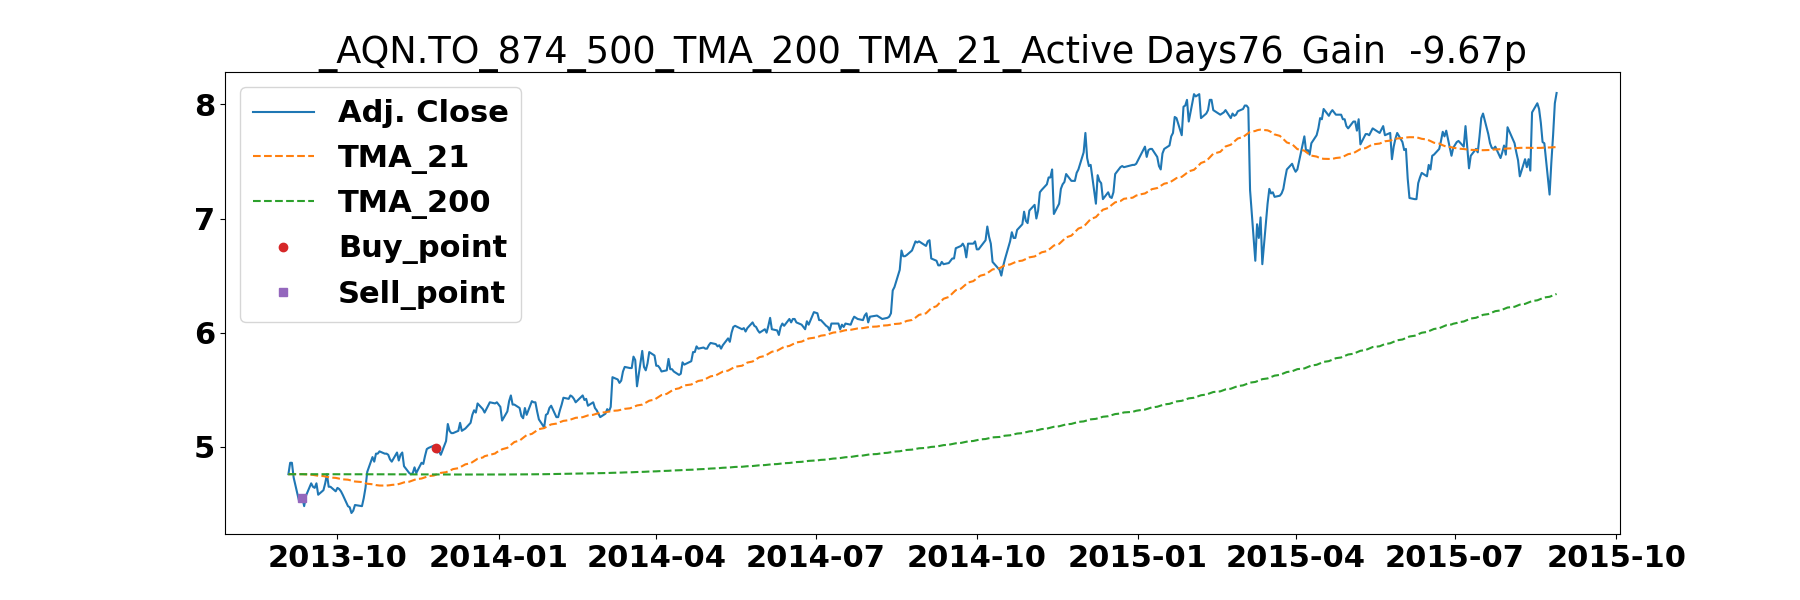 _AQN.TO_874_500_TMA_200_TMA_21_Active Days76_Gain  -9.67p
Adj. Close
TMA_21
TMA_200
Buy_point
Sell_point
8
7
6
5
2013-10 2014-01 2014-04 2014-07 2014-10 2015-01 2015-04 2015-07 2015-10